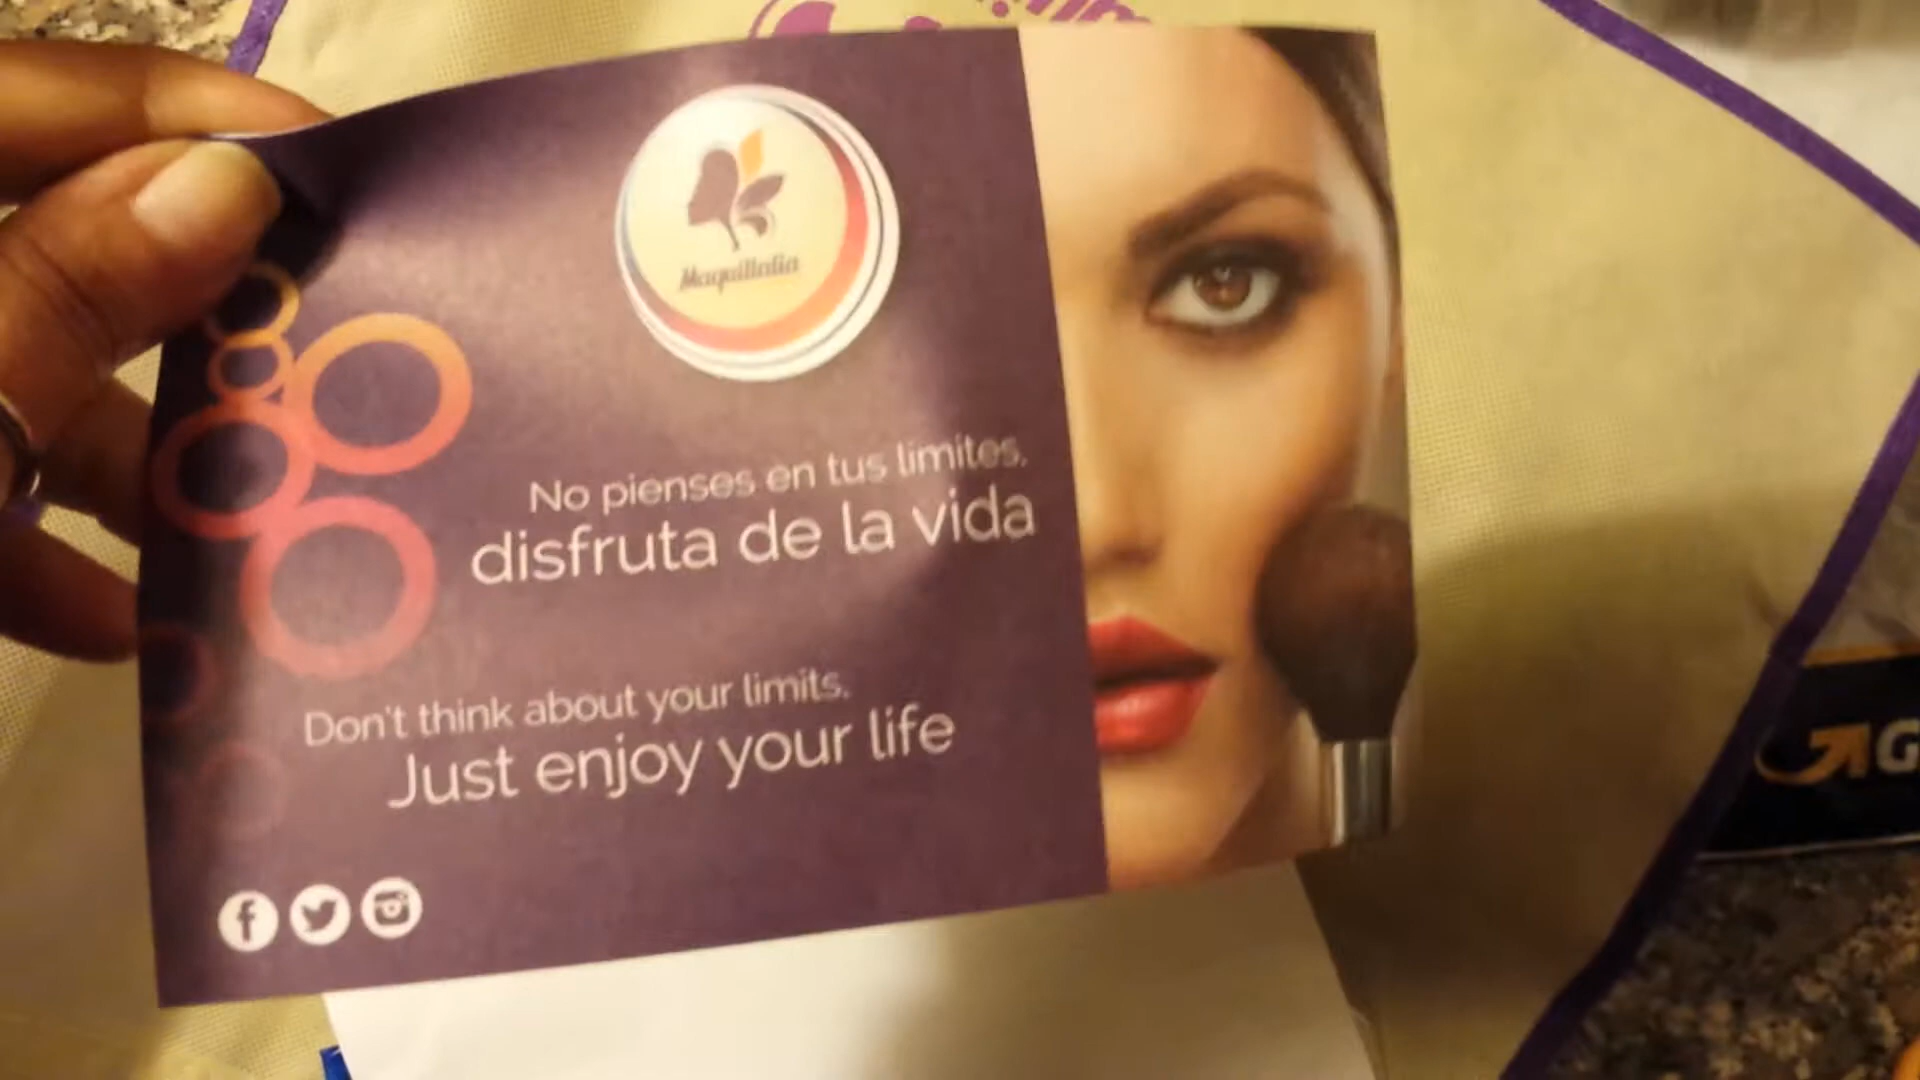 Maquillalia
No pienses en tus limites,
disfruta de la vida
Don't think about your limits.
Just enjoy your life
G